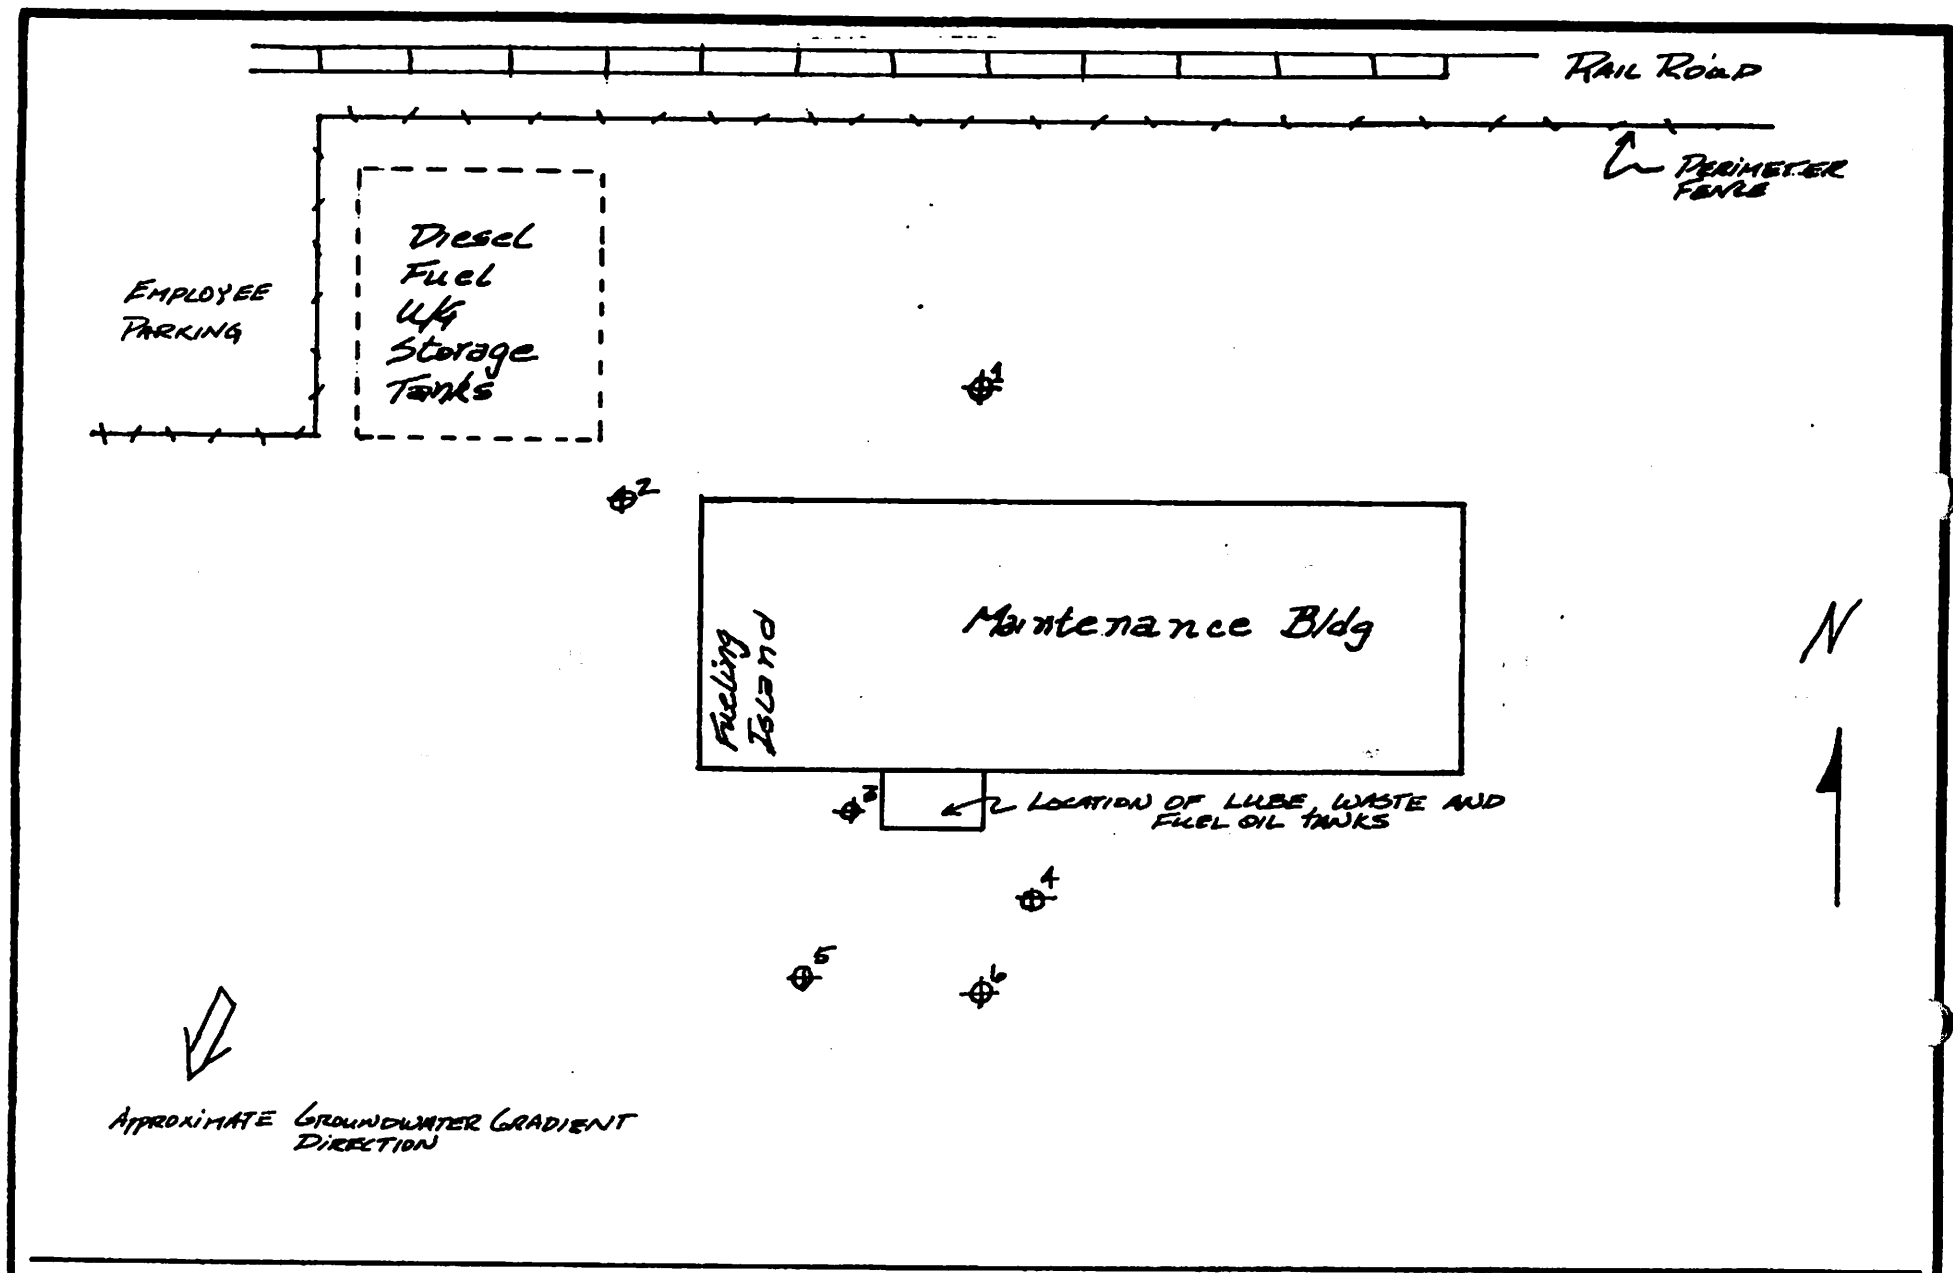 RAIL ROAD
PERIMETER
FENCE
Diesel
Fuel
U/G
Storage
Tanks
EMPLOYEE
PARKING
1
2
Maintenance Bldg
Fueling
Island
N
3
LOCATION OF LUBE, WASTE AND
FUEL OIL TANKS
4
5
6
APPROXIMATE GROUNDWATER GRADIENT
DIRECTION